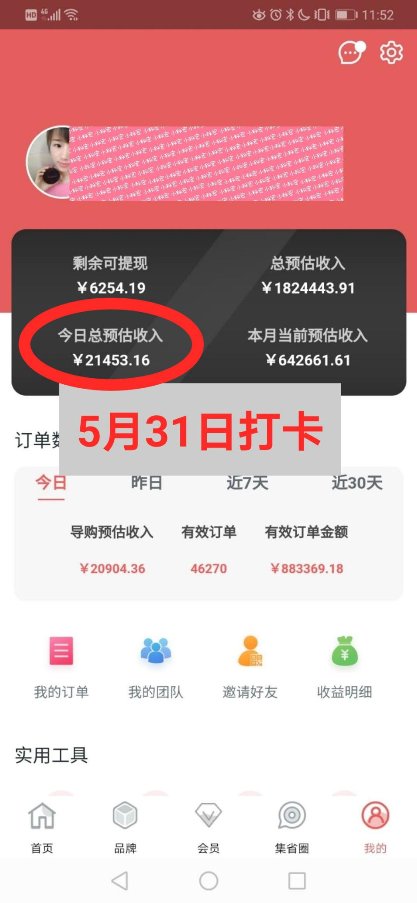 HD 4G 11:52
剩余可提现 总预估收入
￥6254.19 ￥1824443.91
今日总预估收入 本月当前预估收入
￥21453.16 ￥642661.61
5月31日打卡
订单数
今日 昨日 近7天 近30天
导购预估收入 有效订单 有效订单金额
￥20904.36 46270 ￥883369.18
我的订单 我的团队 邀请好友 收益明细
实用工具
首页 品牌 会员 集省圈 我的